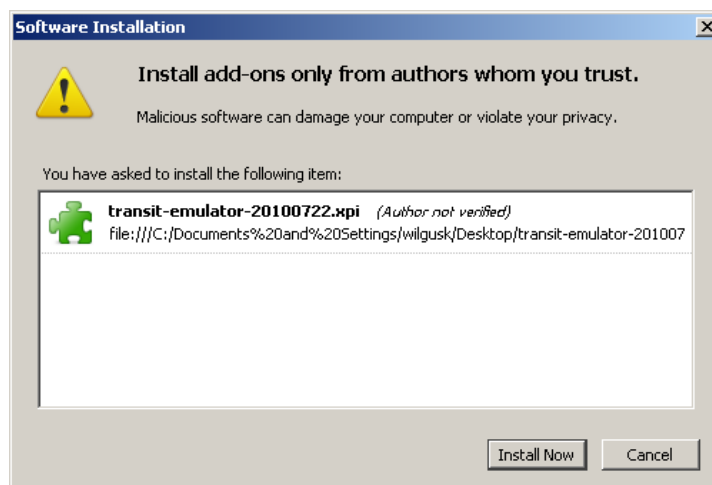 Software Installation
Install add-ons only from authors whom you trust.
Malicious software can damage your computer or violate your privacy.
You have asked to install the following item:
transit-emulator-20100722.xpi (Author not verified)
file:///C:/Documents%20and%20Settings/wilgusk/Desktop/transit-emulator-201007
Install Now Cancel